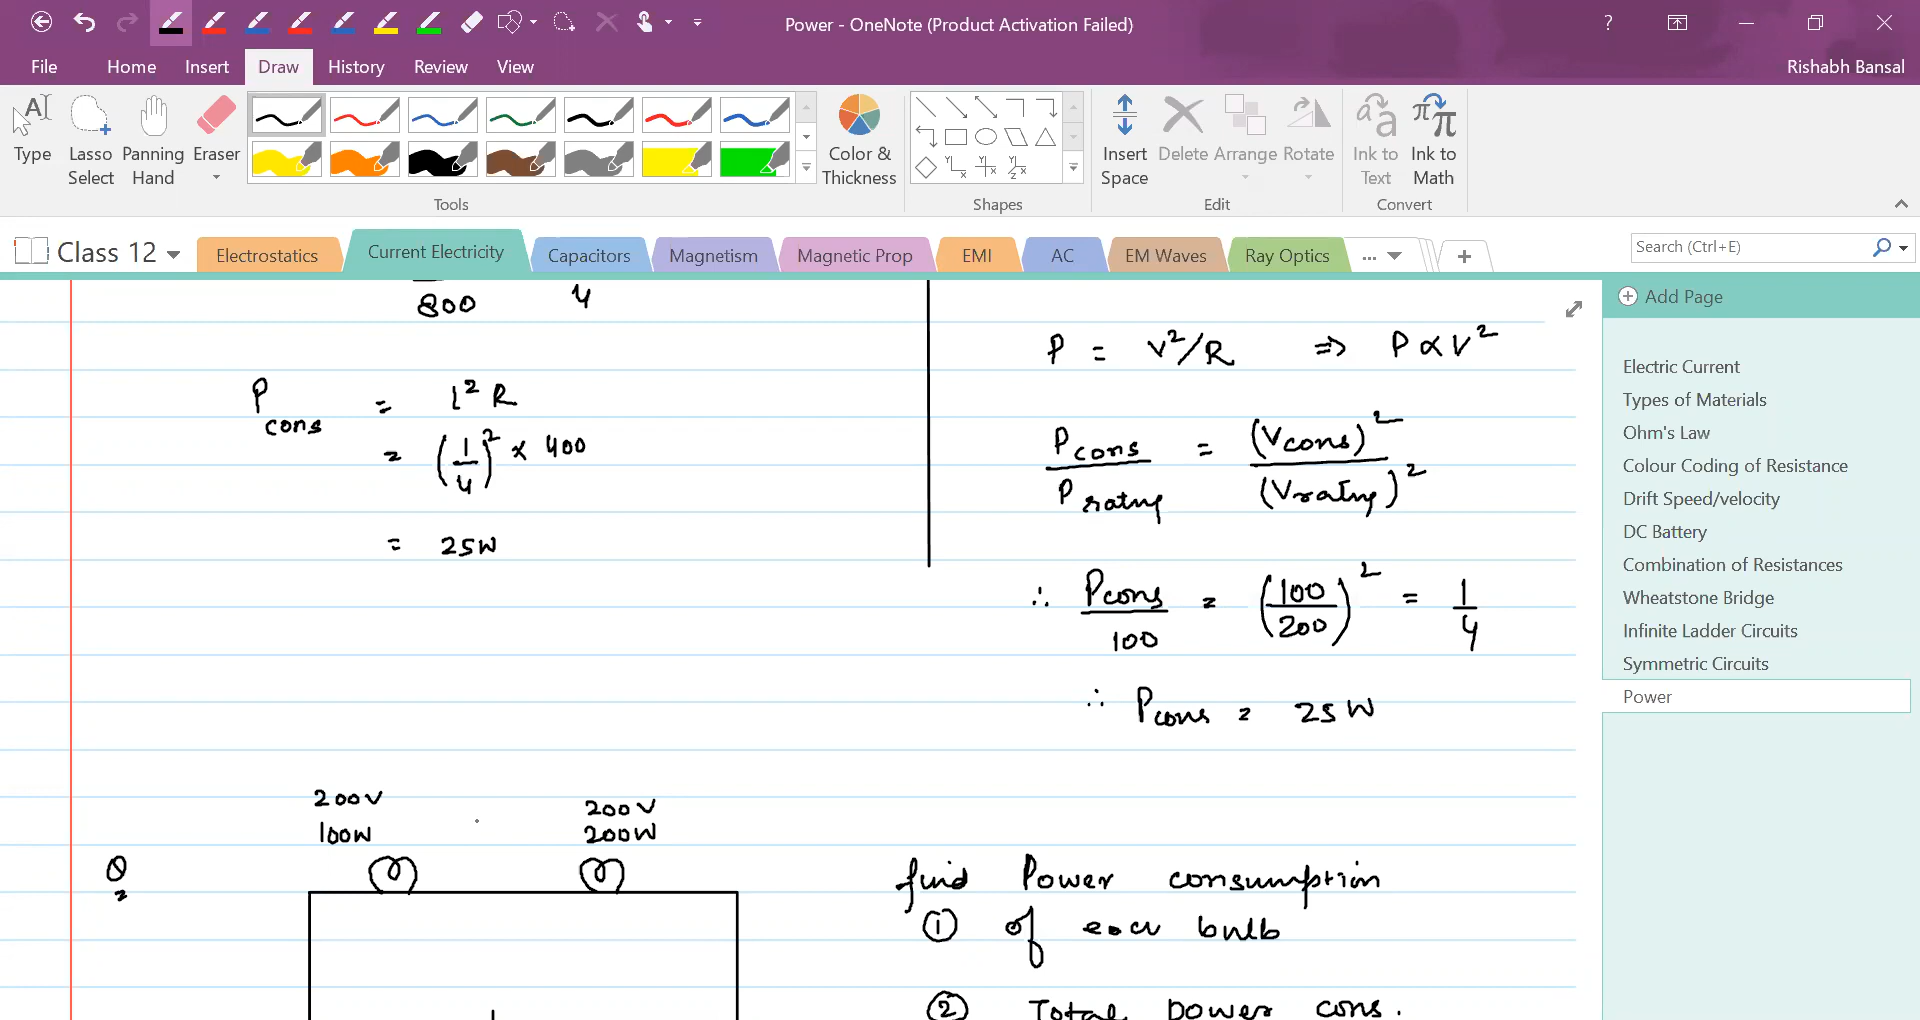 Power - OneNote (Product Activation Failed)
?
File Home Insert Draw History Review View
Rishabh Bansal
Type
Lasso Select
Panning Hand
Eraser
Color & Thickness
Insert Space
Delete
Arrange
Rotate
Ink to Text
Ink to Math
Tools
Shapes
Edit
Convert
Class 12
Electrostatics
Current Electricity
Capacitors
Magnetism
Magnetic Prop
EMI
AC
EM Waves
Ray Optics
...
Search (Ctrl+E)
Add Page
Electric Current
Types of Materials
Ohm's Law
Colour Coding of Resistance
Drift Speed/velocity
DC Battery
Combination of Resistances
Wheatstone Bridge
Infinite Ladder Circuits
Symmetric Circuits
Power
800 4
P cons = I² R
= (1/4)² × 400
= 25W
P = V²/R ⇒ P ∝ V²
Pcons / Prating = (Vcons)² / (Vrating)²
∴ Pcons / 100 = (100/200)² = 1/4
∴ Pcons = 25W
200V
100W
200V
200W
Q
find Power consumption
① of each bulb
② Total power cons.